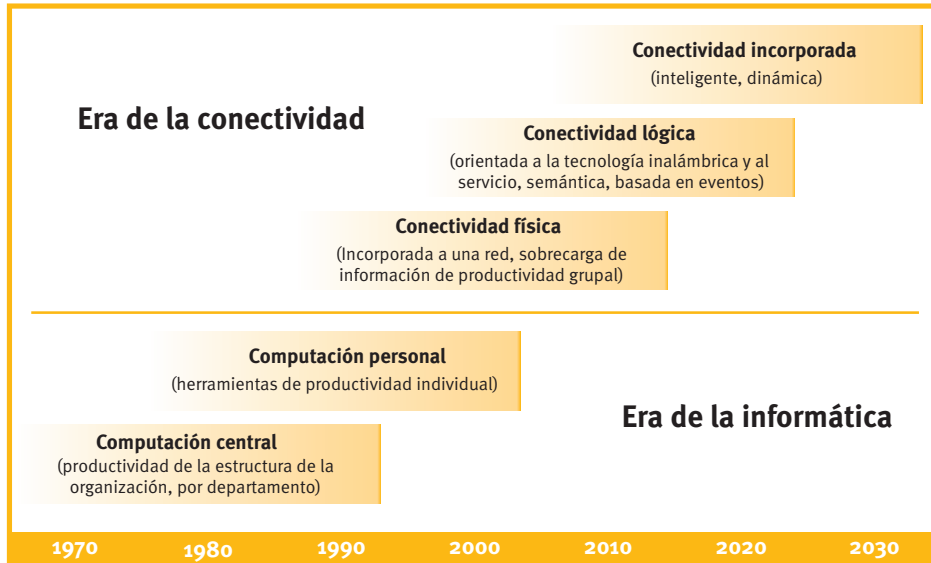 Conectividad incorporada
(inteligente, dinámica)
Era de la conectividad
Conectividad lógica
(orientada a la tecnología inalámbrica y al
servicio, semántica, basada en eventos)
Conectividad física
(Incorporada a una red, sobrecarga de
información de productividad grupal)
Computación personal
(herramientas de productividad individual)
Era de la informática
Computación central
(productividad de la estructura de la
organización, por departamento)
1970 1980 1990 2000 2010 2020 2030